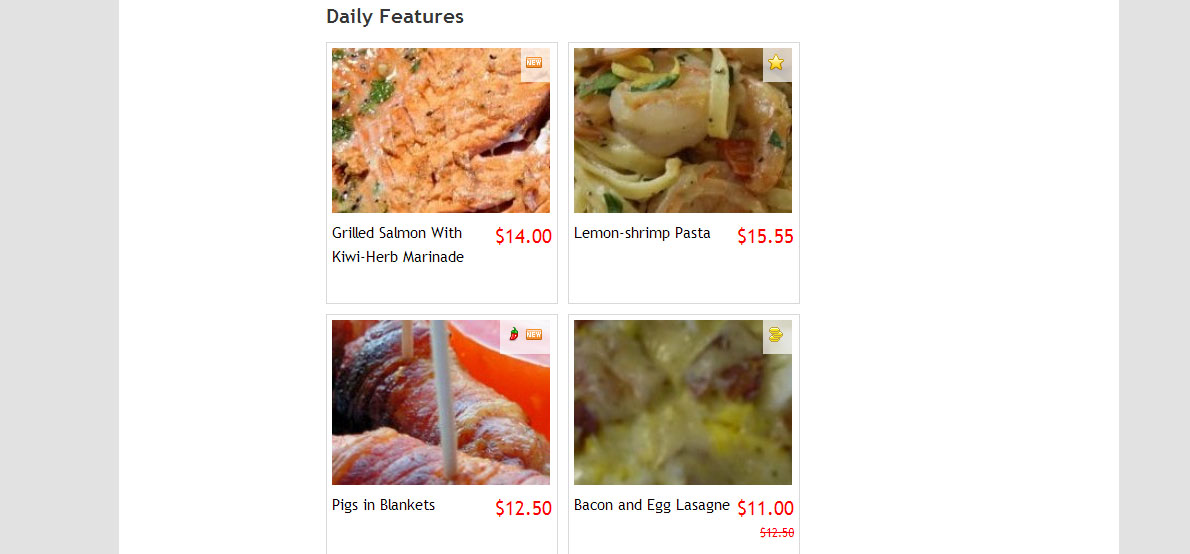 Daily Features
NEW
Grilled Salmon With
Kiwi-Herb Marinade
$14.00
Lemon-shrimp Pasta
$15.55
NEW
Pigs in Blankets
$12.50
Bacon and Egg Lasagne
$11.00
$12.50